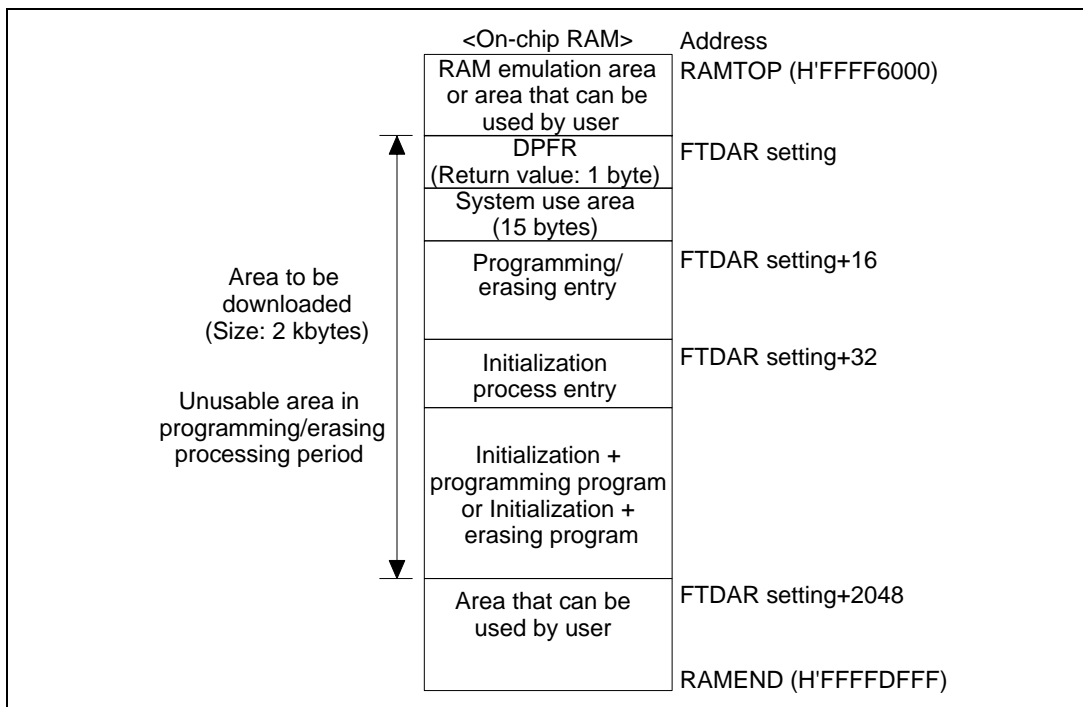 <On-chip RAM>
Address
RAM emulation area
or area that can be
used by user
RAMTOP (H'FFFF6000)
DPFR
(Return value: 1 byte)
FTDAR setting
System use area
(15 bytes)
Programming/
erasing entry
FTDAR setting+16
Area to be
downloaded
(Size: 2 kbytes)
Initialization
process entry
FTDAR setting+32
Unusable area in
programming/erasing
processing period
Initialization +
programming program
or Initialization +
erasing program
Area that can be
used by user
FTDAR setting+2048
RAMEND (H'FFFFDFFF)